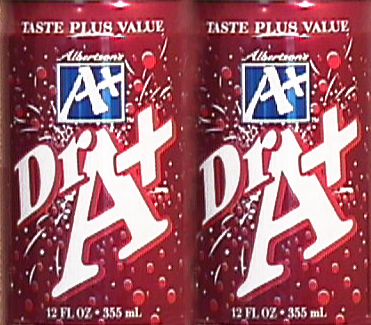 TASTE PLUS VALUE
Albertson's
A+
Dr A+
12 FL OZ • 355 mL
TASTE PLUS VALUE
Albertson's
A+
Dr A+
12 FL OZ • 355 mL